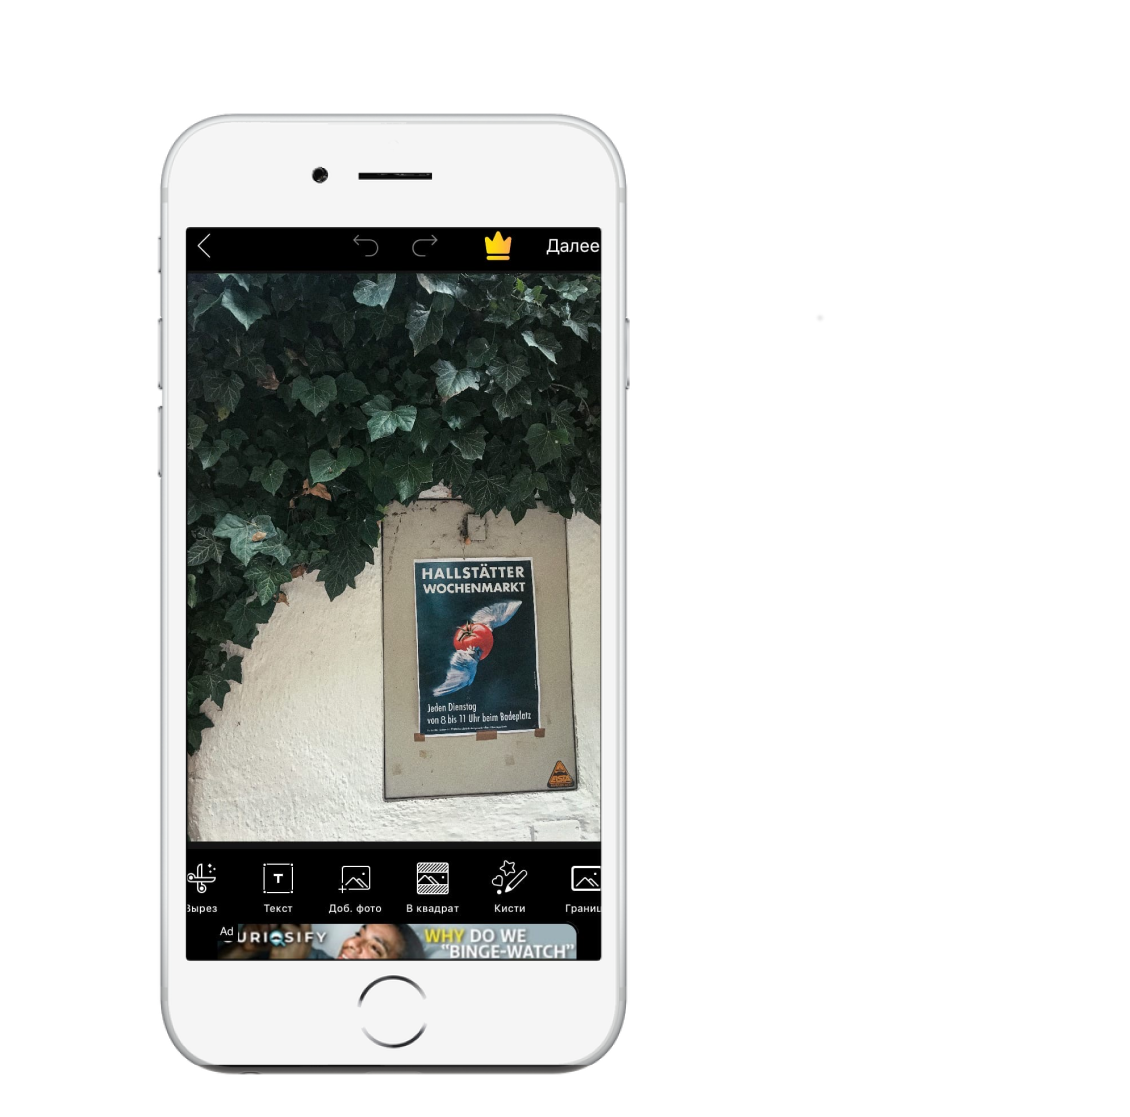 Далее
HALLSTÄTTER
WOCHENMARKT
Jeden Dienstag
von 8 bis 11 Uhr beim Badeplatz
Вырез
Текст
Доб. фото
В квадрат
Кисти
Границ
Ad
CURIOSIFY
WHY DO WE
"BINGE-WATCH"